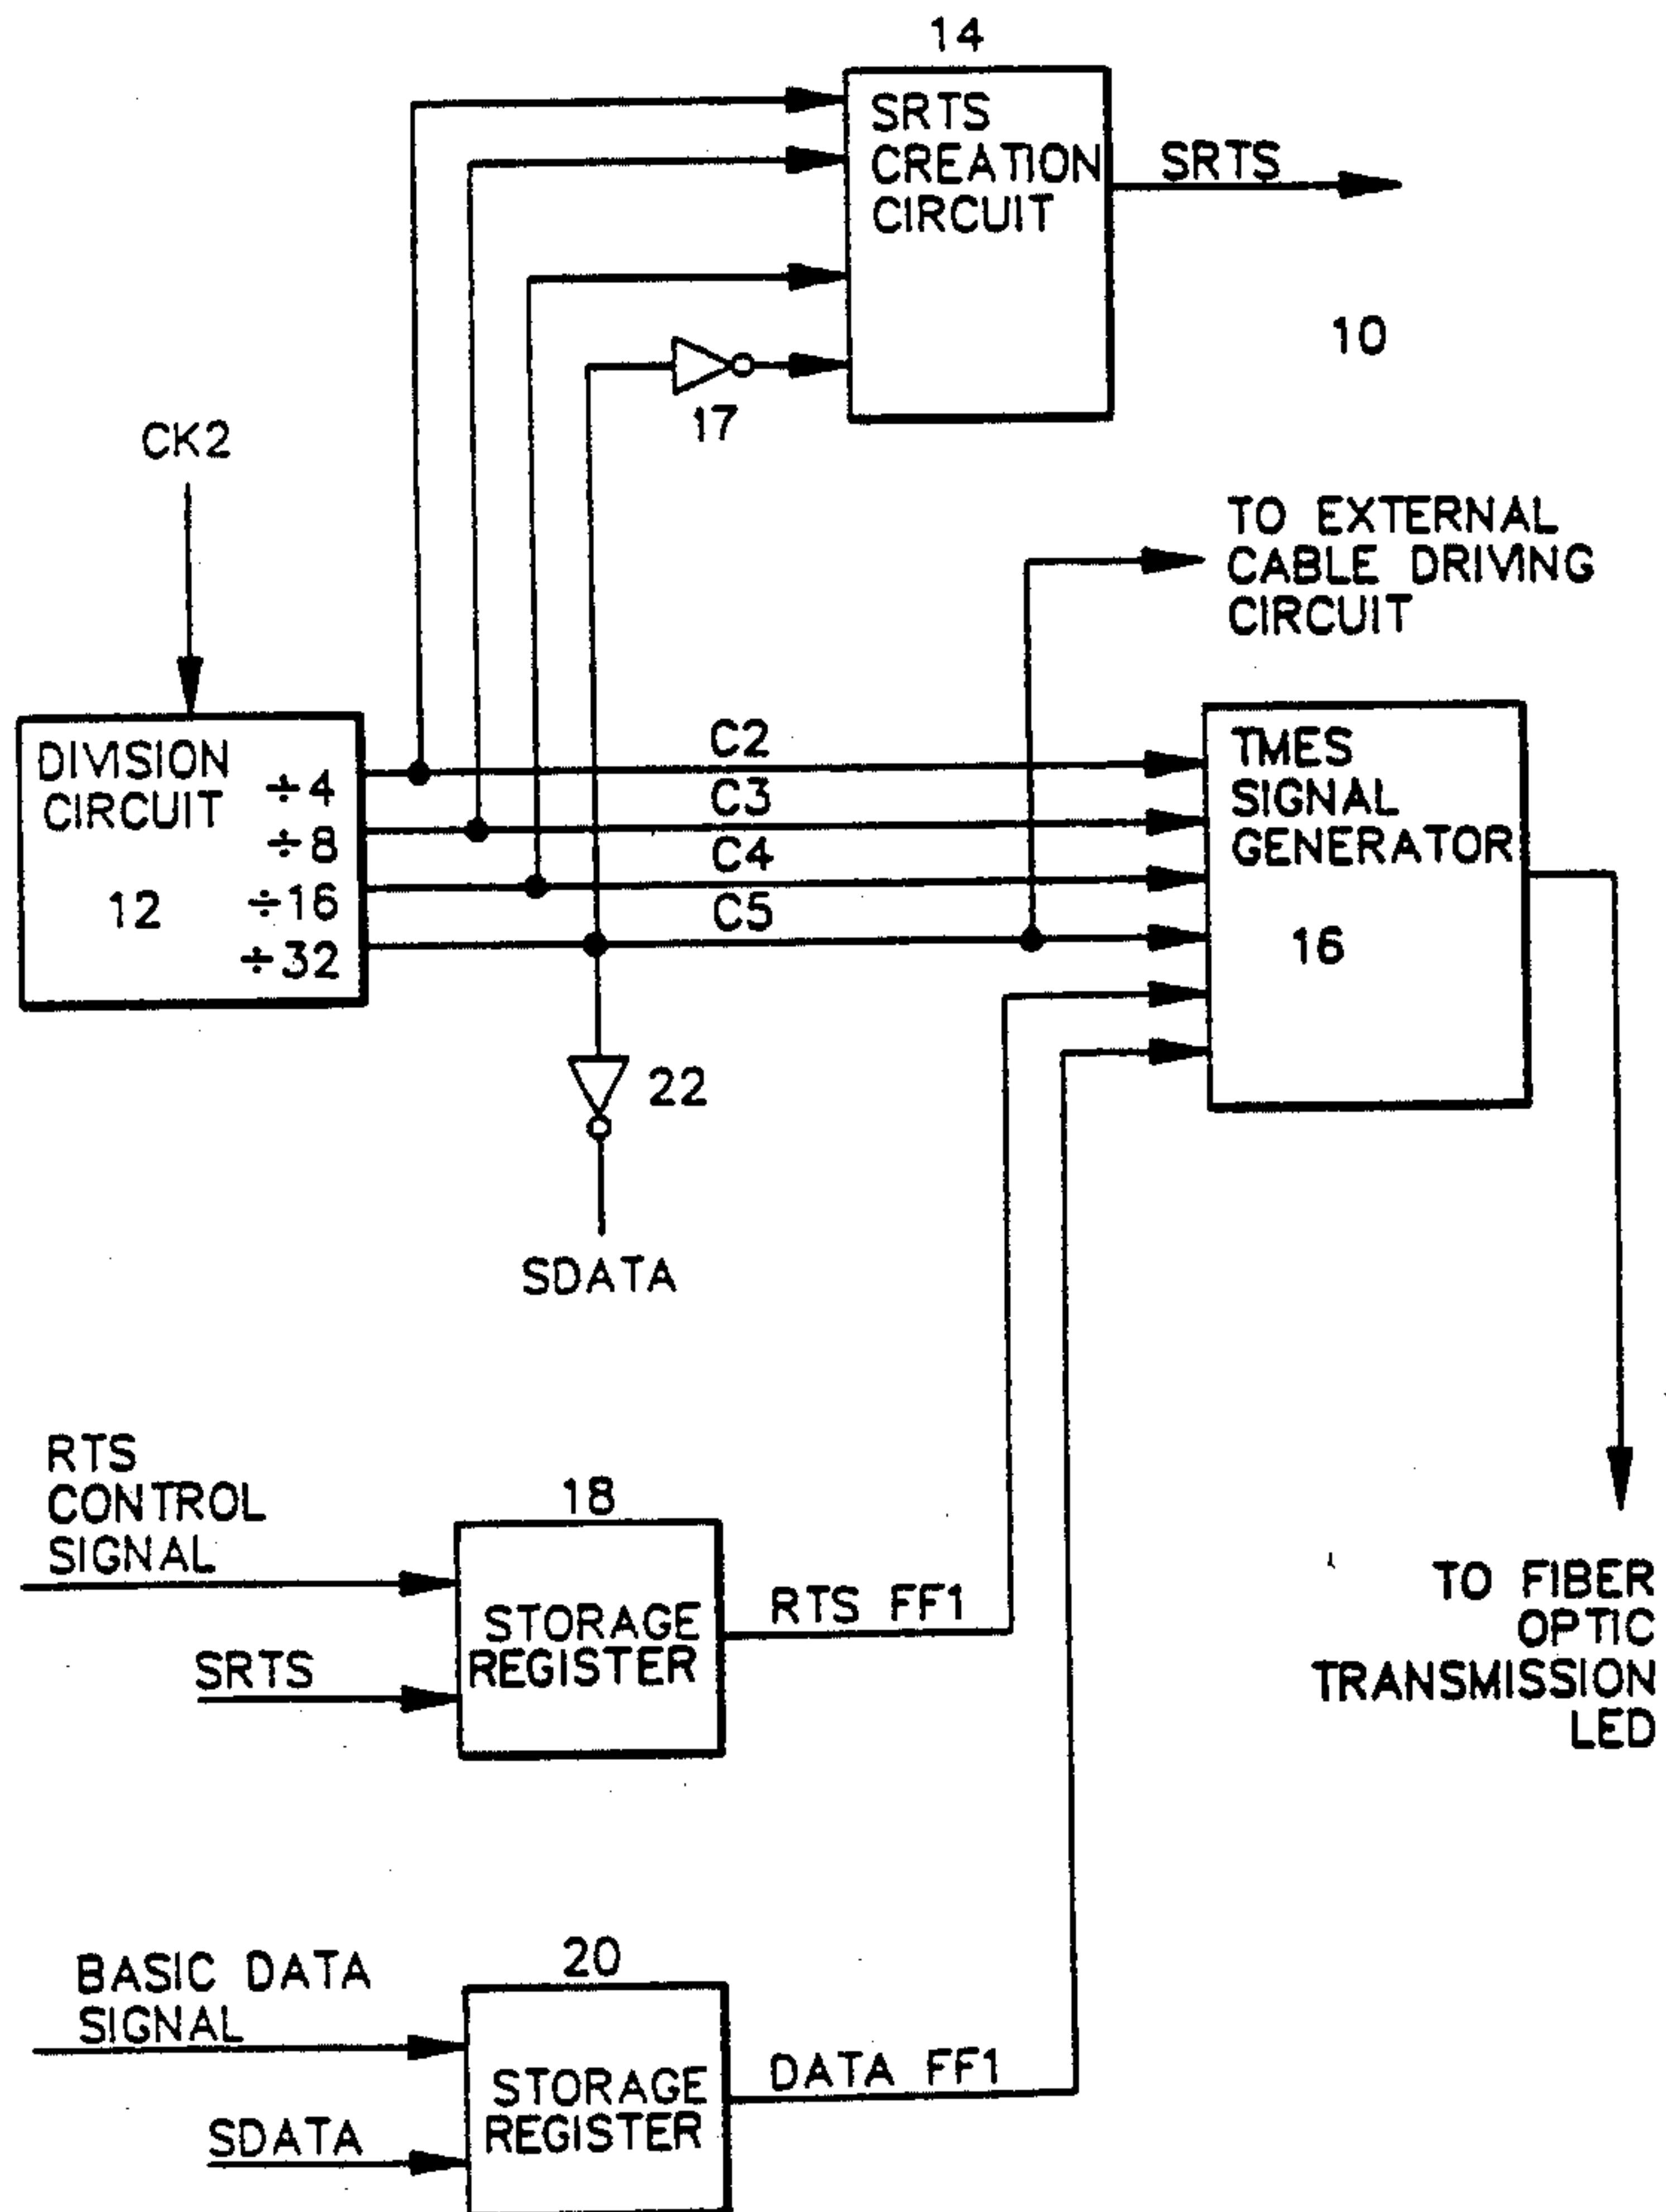 14
SRTS
CREATION
CIRCUIT
SRTS
10
17
CK2
TO EXTERNAL
CABLE DRIVING
CIRCUIT
DIVISION
CIRCUIT
÷4
÷8
÷16
÷32
12
C2
C3
C4
C5
TMES
SIGNAL
GENERATOR
16
22
SDATA
RTS
CONTROL
SIGNAL
18
SRTS
STORAGE
REGISTER
RTS FF1
TO FIBER
OPTIC
TRANSMISSION
LED
BASIC DATA
SIGNAL
20
SDATA
STORAGE
REGISTER
DATA FF1